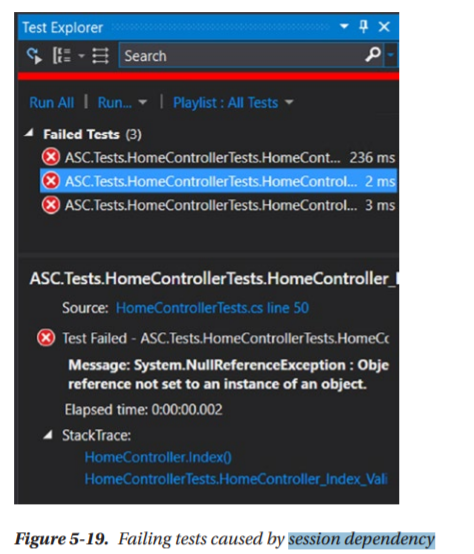 Test Explorer
Search
Run All | Run... | Playlist : All Tests
Failed Tests (3)
ASC.Tests.HomeControllerTests.HomeCont... 236 ms
ASC.Tests.HomeControllerTests.HomeControl... 2 ms
ASC.Tests.HomeControllerTests.HomeControl... 3 ms
ASC.Tests.HomeControllerTests.HomeController_I
Source: HomeControllerTests.cs line 50
Test Failed - ASC.Tests.HomeControllerTests.HomeCc
Message: System.NullReferenceException : Obje
reference not set to an instance of an object.
Elapsed time: 0:00:00.002
StackTrace:
HomeController.Index()
HomeControllerTests.HomeController_Index_Vali
Figure 5-19. Failing tests caused by session dependency